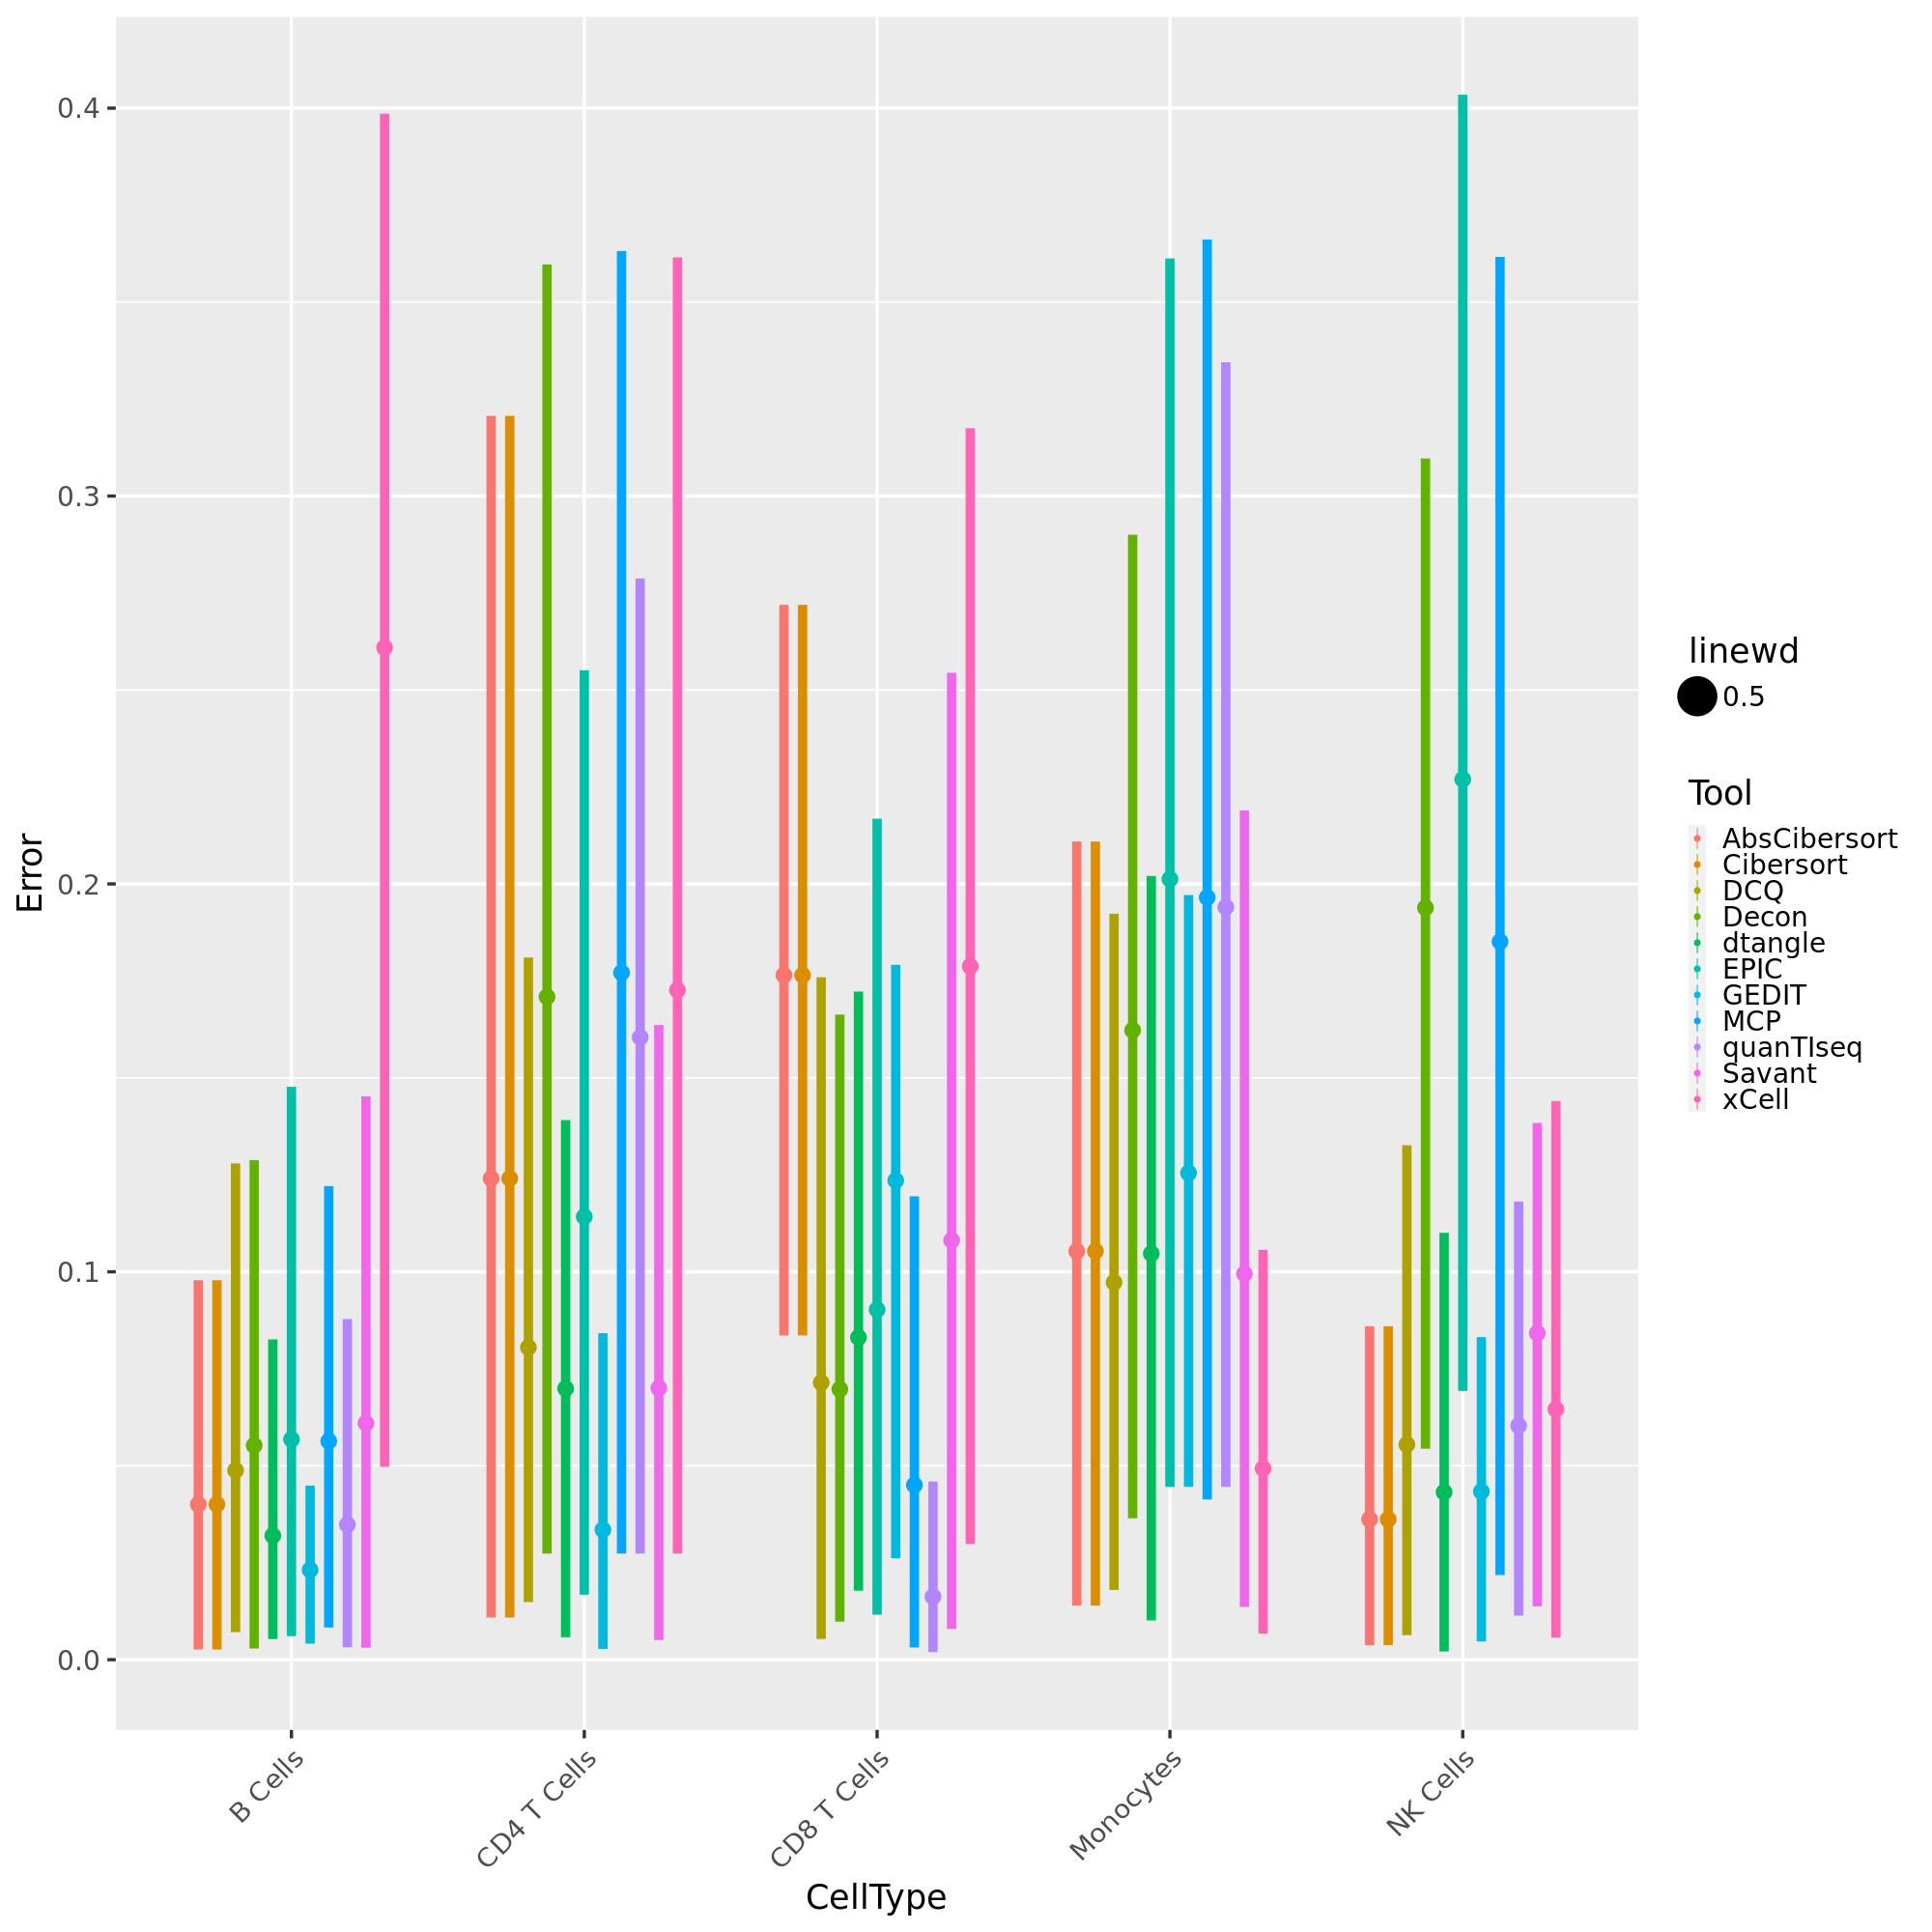 0.4
0.3
0.2
0.1
0.0
Error
B Cells
CD4 T Cells
CD8 T Cells
Monocytes
NK Cells
CellType
linewd
0.5
Tool
AbsCibersort
Cibersort
DCQ
Decon
dtangle
EPIC
GEDIT
MCP
quanTIseq
Savant
xCell